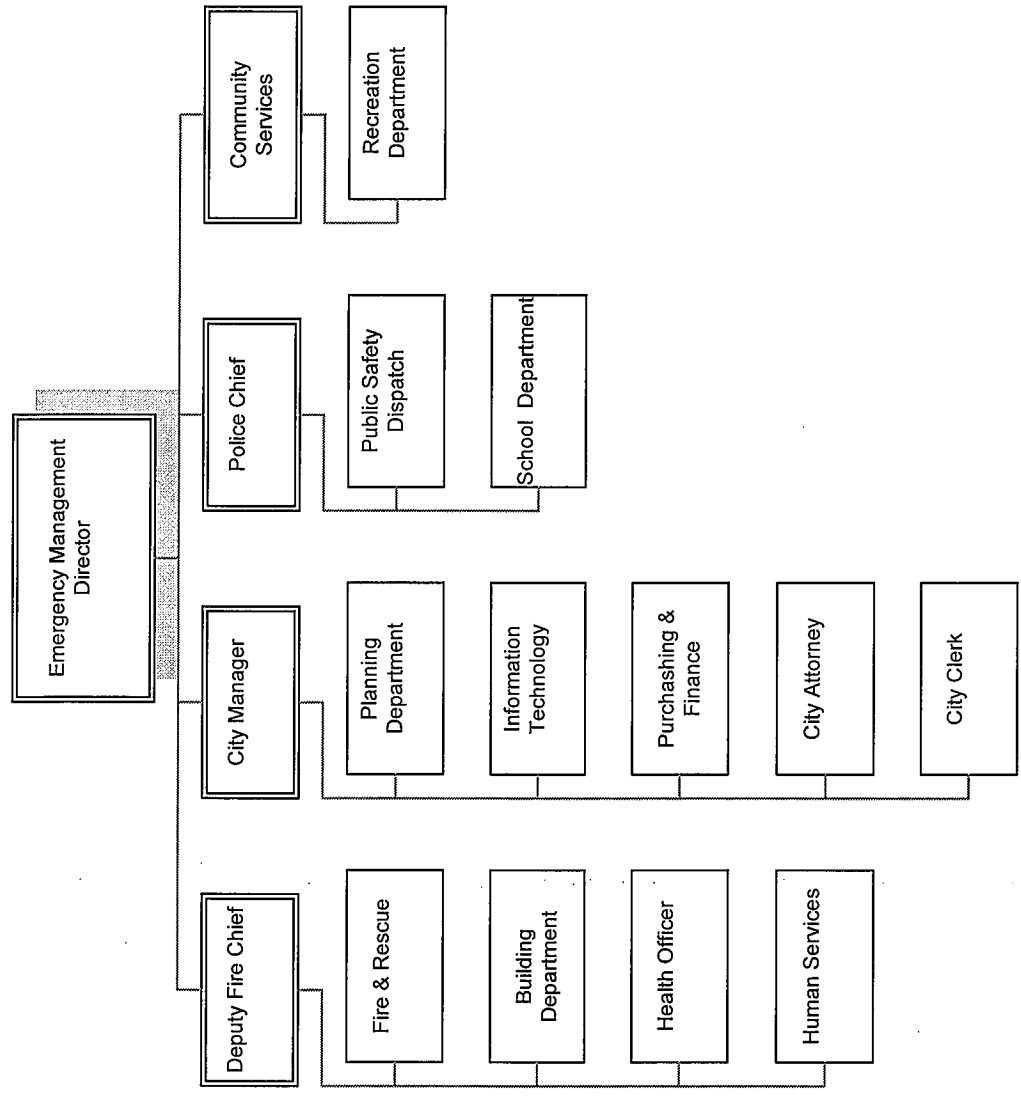 Emergency Management
Director
Deputy Fire Chief
Fire & Rescue
Building
Department
Health Officer
Human Services
City Manager
Planning
Department
Information
Technology
Purchashing &
Finance
City Attorney
City Clerk
Police Chief
Public Safety
Dispatch
School Department
Community
Services
Recreation
Department